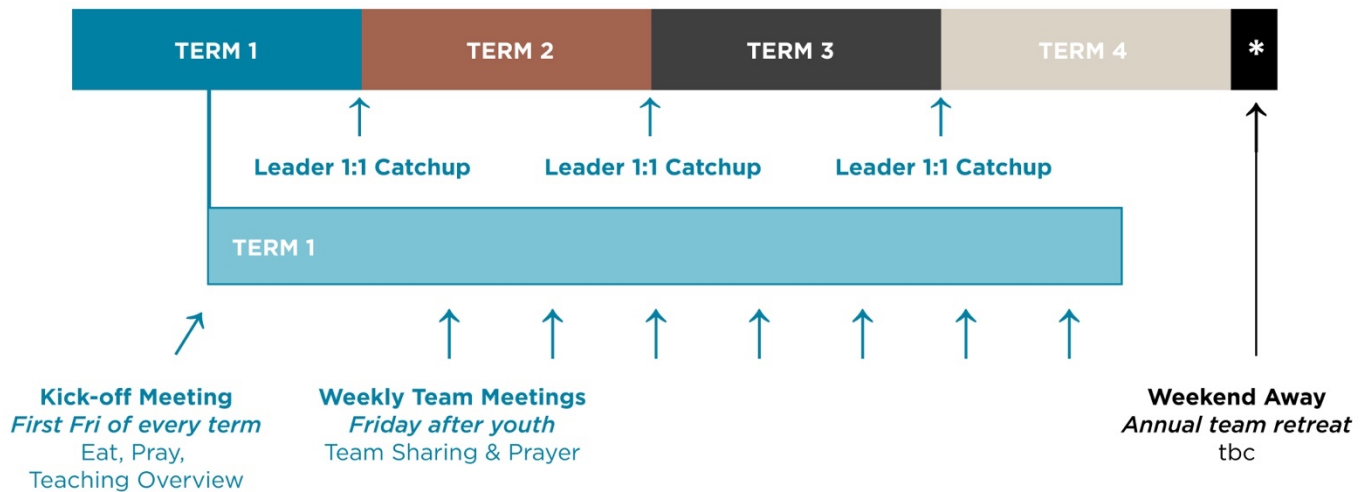 TERM 1
TERM 2
TERM 3
TERM 4
*
Leader 1:1 Catchup
Leader 1:1 Catchup
Leader 1:1 Catchup
TERM 1
Kick-off Meeting
First Fri of every term
Eat, Pray,
Teaching Overview
Weekly Team Meetings
Friday after youth
Team Sharing & Prayer
Weekend Away
Annual team retreat
tbc